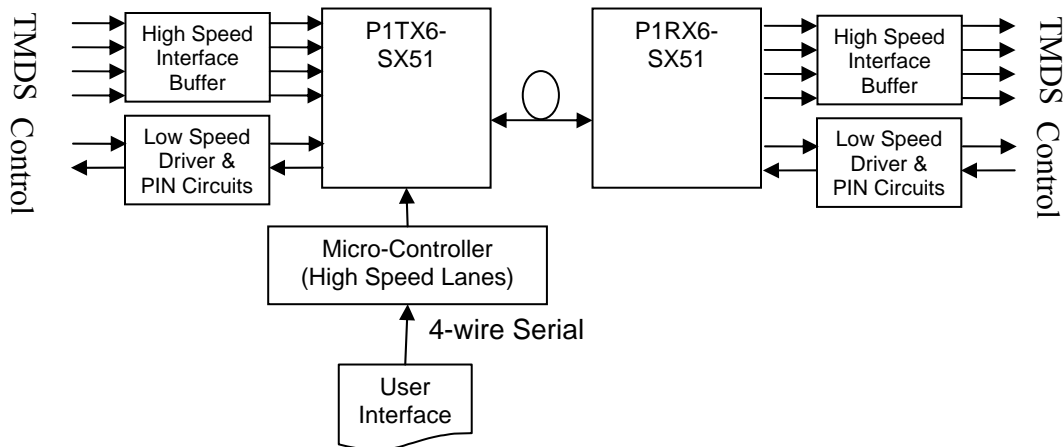 TMDS Control
High Speed
Interface
Buffer
Low Speed
Driver &
PIN Circuits
P1TX6-
SX51
P1RX6-
SX51
High Speed
Interface
Buffer
Low Speed
Driver &
PIN Circuits
TMDS Control
Micro-Controller
(High Speed Lanes)
4-wire Serial
User
Interface